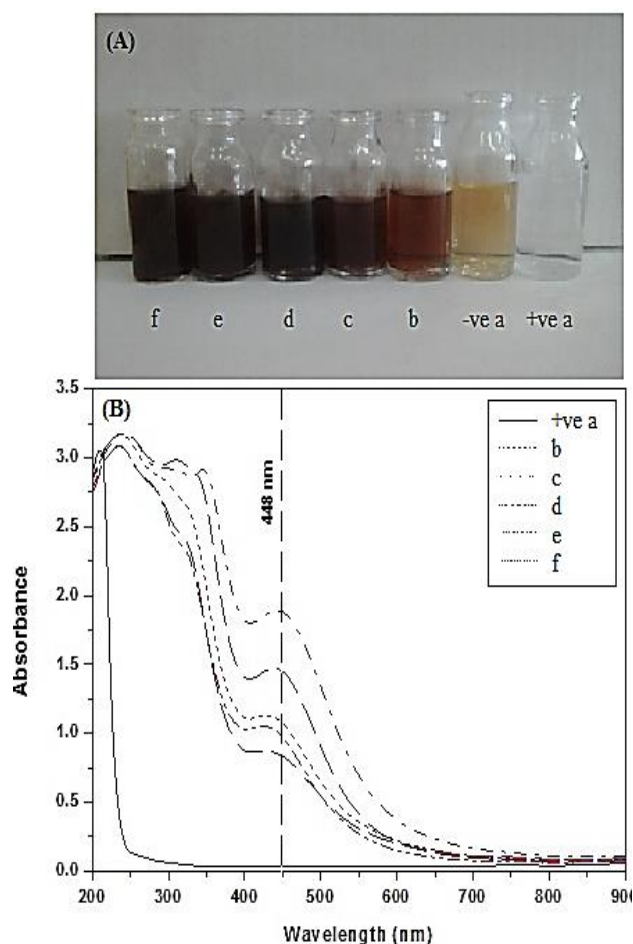 (A)
f e d c b -ve a +ve a
(B)
3.5
3.0
2.5
2.0
1.5
1.0
0.5
0.0
Absorbance
448 nm
+ve a
b
c
d
e
f
200 300 400 500 600 700 800 900
Wavelength (nm)